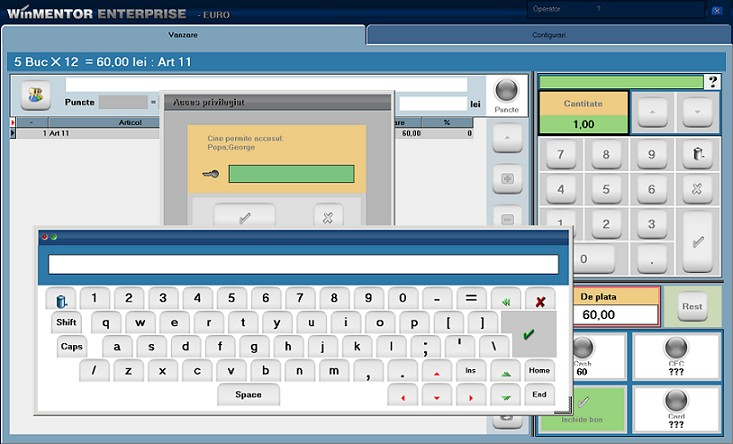 WinMENTOR ENTERPRISE - EURO
Operator ?
Vanzare Configurari
5 Buc X 12 = 60,00 lei : Art 11
Puncte = lei Puncte
?
Cantitate
1,00
- Articol are %
1 Art 11 60,00 0
Acces privilegiat
Cine permite accesul:
Popa;George
7 8 9
4 5 6
1 2 3
0 .
De plata
60,00
Rest
Cash
60
CEC
???
Inchide bon
Card
???
1 2 3 4 5 6 7 8 9 0 - =
Shift q w e r t y u i o p [ ]
Caps a s d f g h j k l ; ' \
/ z x c v b n m , . Ins Home
Space End